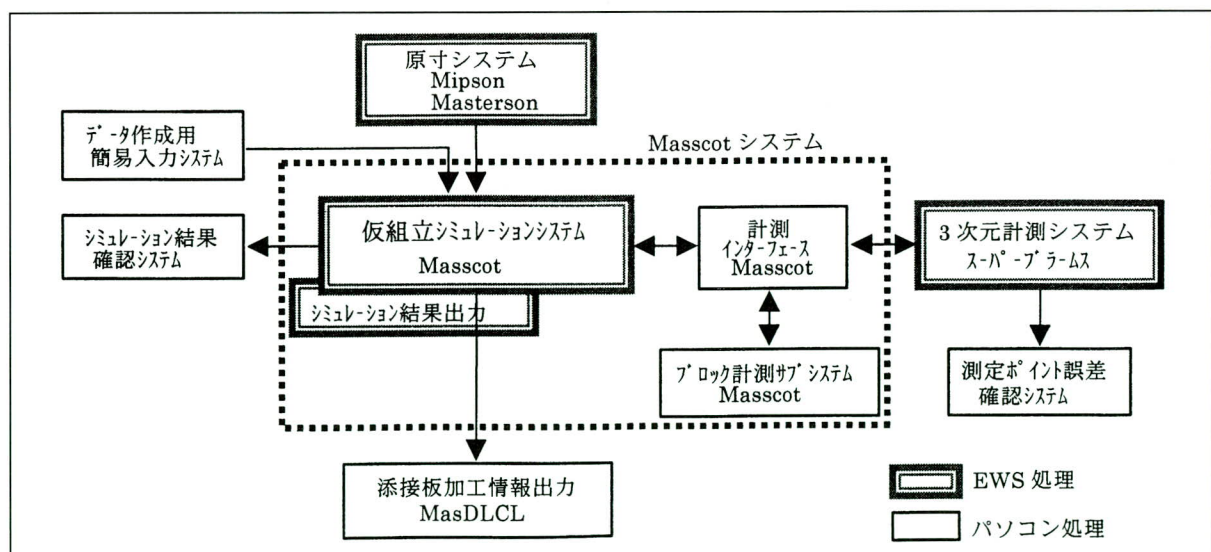 原寸システム
Mipson
Masterson
ﾃﾞｰﾀ作成用
簡易入力ｼｽﾃﾑ
Masscot システム
ｼﾐｭﾚｰｼｮﾝ結果
確認ｼｽﾃﾑ
仮組立ｼﾐｭﾚｰｼｮﾝｼｽﾃﾑ
Masscot
ｼﾐｭﾚｰｼｮﾝ結果出力
計測
ｲﾝﾀｰﾌｪｰｽ
Masscot
3 次元計測システム
ｽｰﾊﾟｰﾌﾞﾗｰﾑｽ
ﾌﾞﾛｯｸ計測ｻﾌﾞｼｽﾃﾑ
Masscot
測定ﾎﾟｲﾝﾄ誤差
確認ｼｽﾃﾑ
添接板加工情報出力
MasDLCL
EWS 処理
パソコン処理